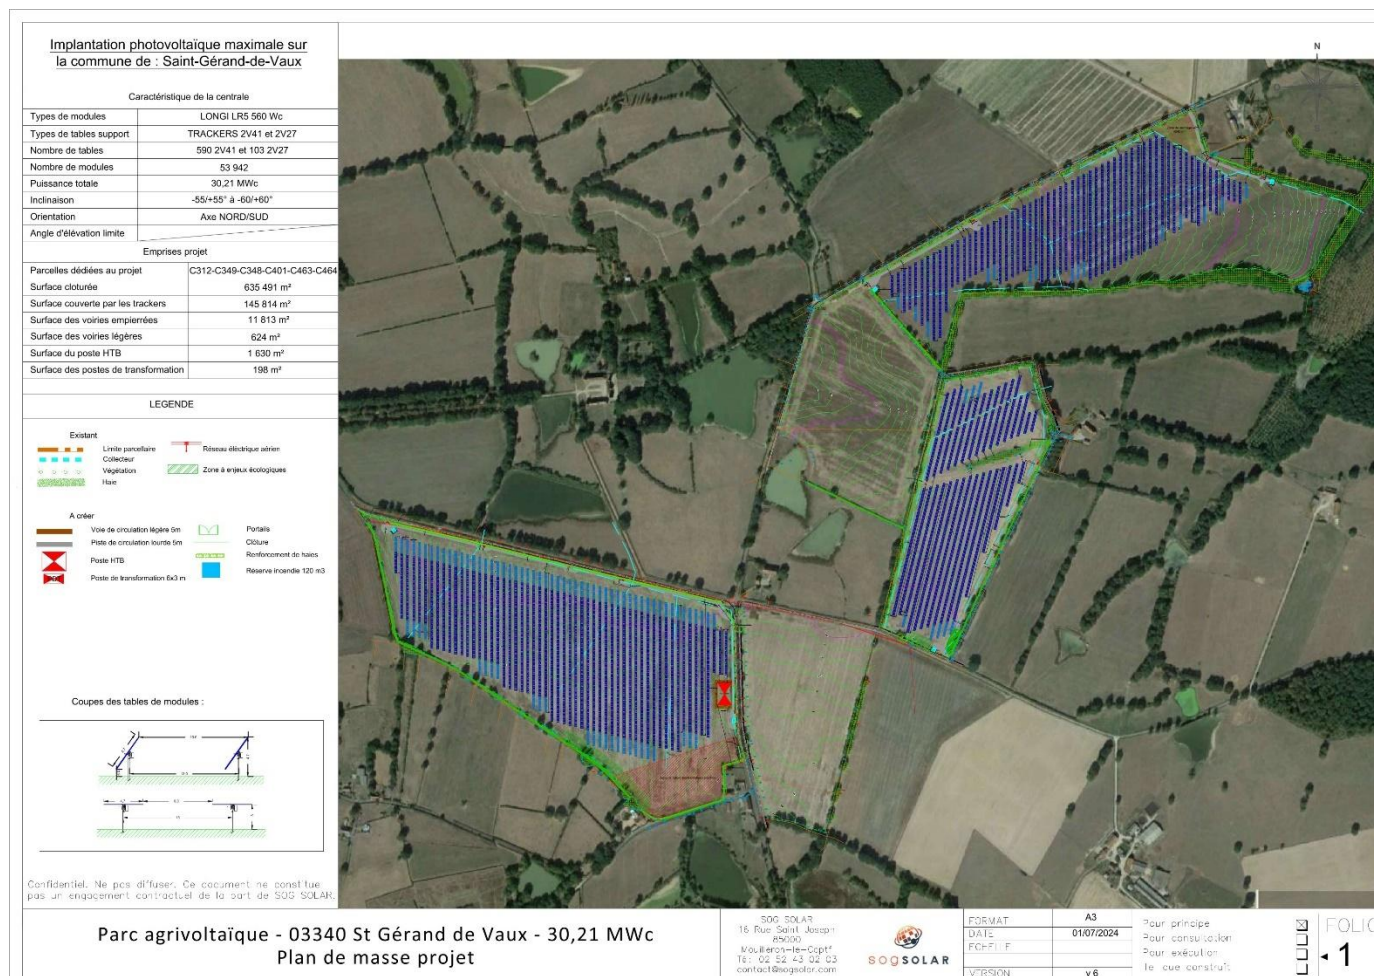 Implantation photovoltaïque maximale sur
la commune de : Saint-Gérand-de-Vaux
Caractéristique de la centrale
Types de modules LONGI LR5 560 Wc
Types de tables support TRACKERS 2V41 et 2V27
Nombre de tables 590 2V41 et 103 2V27
Nombre de modules 53 942
Puissance totale 30,21 MWc
Inclinaison -55/+55° à -60/+60°
Orientation Axe NORD/SUD
Angle d'élévation limite
Emprises projet
Parcelles dédiées au projet C312-C349-C348-C401-C463-C464
Surface cloturée 635 491 m²
Surface couverte par les trackers 145 814 m²
Surface des voiries empierrées 11 813 m²
Surface des voiries légères 624 m²
Surface du poste HTB 1 630 m²
Surface des postes de transformation 198 m²
LEGENDE
Existant
Limite parcellaire Réseau éléctrique aérien
Collecteur
Végétation Zone à enjeux écologiques
Haie
A créer
Voie de circulation légère 5m Portails
Piste de circulation lourde 5m Clôture
Renforcement de haies
Poste HTB Réserve incendie 120 m3
Poste de transformation 6x3 m
Coupes des tables de modules :
Confidentiel. Ne pas diffuser. Ce document ne constitue
pas un engagement contractuel de la part de SOG SOLAR.
N
Parc agrivoltaïque - 03340 St Gérand de Vaux - 30,21 MWc
Plan de masse projet
SOG SOLAR
16 Rue Saint Joseph
85000
Mouilleron-le-Captif
Té: 02 52 43 02 03
contact@sogsolar.com
SOGSOLAR
FORMAT A3
DATE 01/07/2024
ECHELLE
VERSION v 6
Pour principe
Pour consultation
Pour exécution
Tel que construit
FOLIO
1